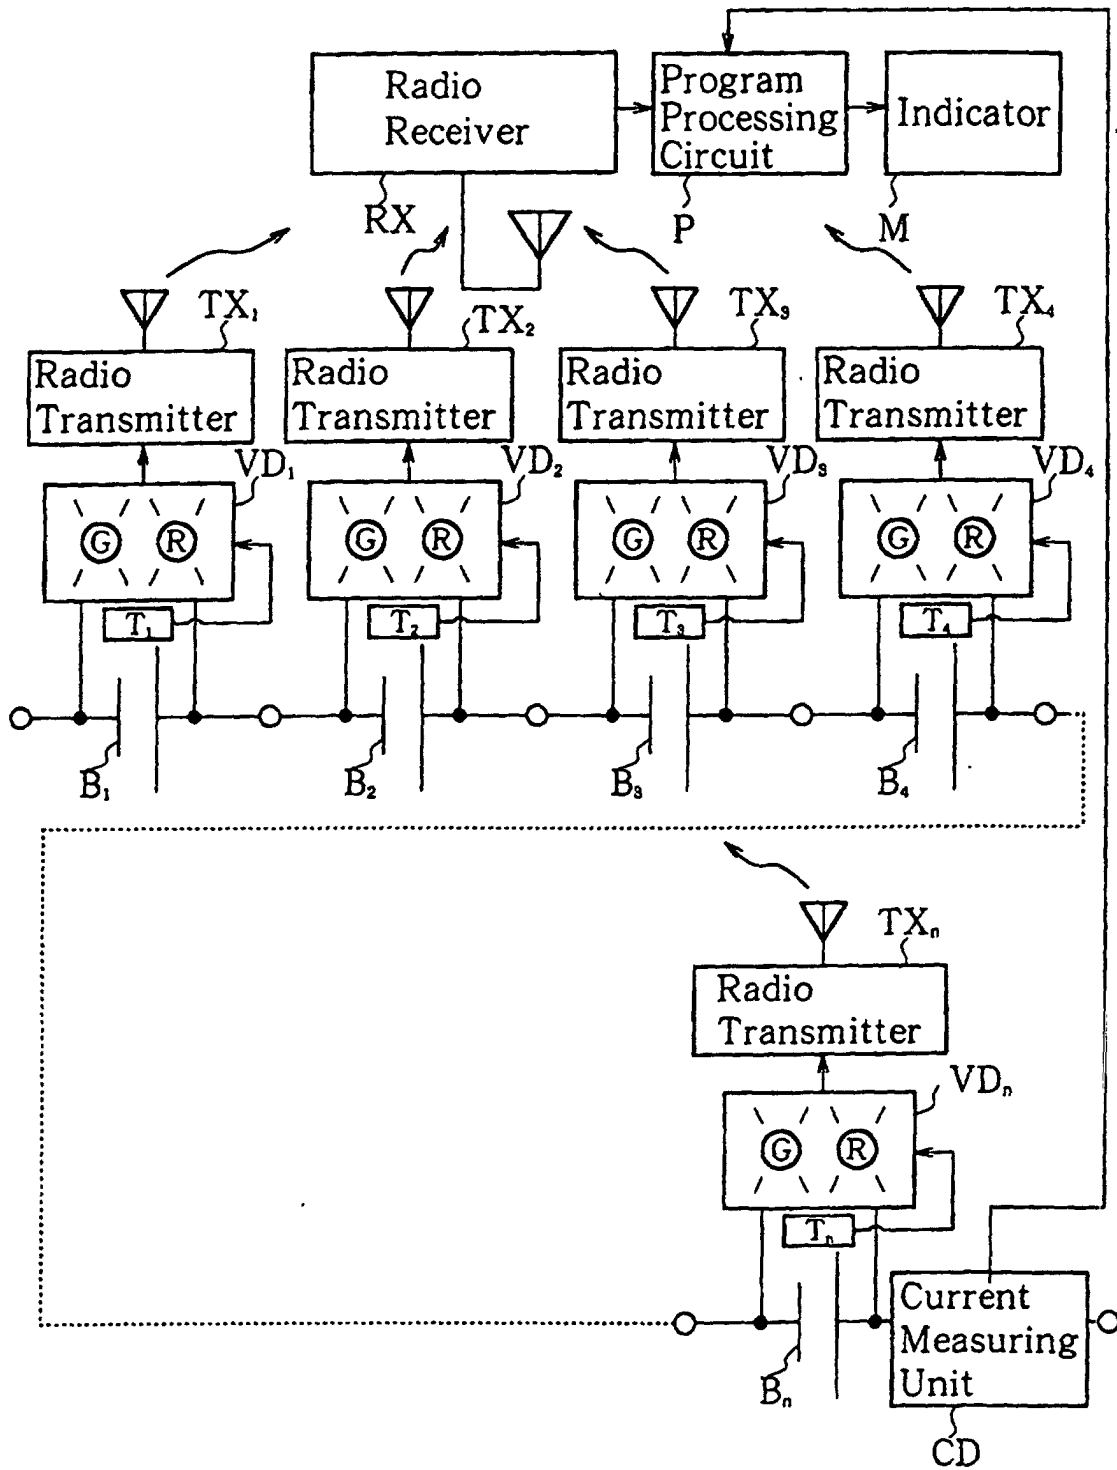 Radio
Receiver
Program
Processing
Circuit
Indicator
RX
P
M
TX₁
TX₂
TX₃
TX₄
Radio
Transmitter
Radio
Transmitter
Radio
Transmitter
Radio
Transmitter
VD₁
VD₂
VD₃
VD₄
G R
G R
G R
G R
T₁
T₂
T₃
T₄
B₁
B₂
B₃
B₄
TXₙ
Radio
Transmitter
VDₙ
G R
Tₙ
Current
Measuring
Unit
Bₙ
CD